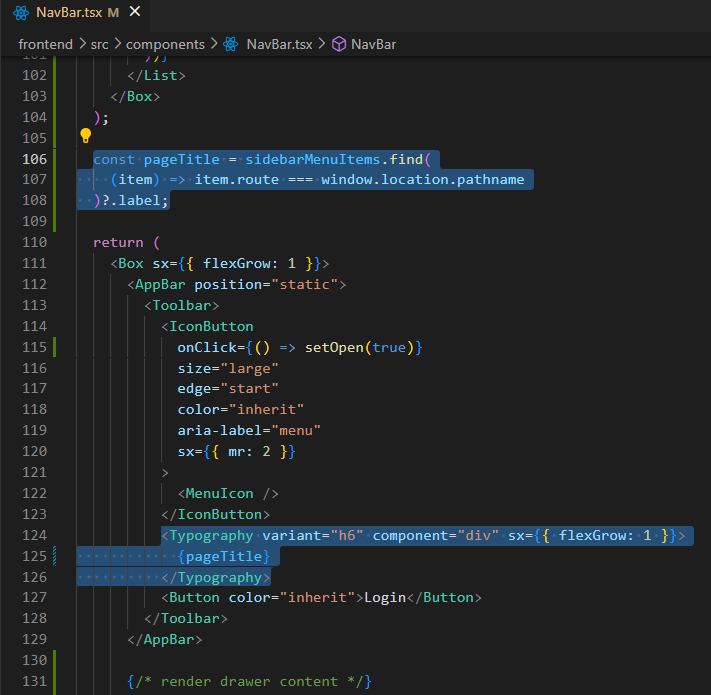 NavBar.tsx M
frontend > src > components > NavBar.tsx > NavBar
102 </List>
103 </Box>
104 );
105
106 const pageTitle = sidebarMenuItems.find(
107 (item) => item.route === window.location.pathname
108 )?.label;
109
110 return (
111 <Box sx={{ flexGrow: 1 }}>
112 <AppBar position="static">
113 <Toolbar>
114 <IconButton
115 onClick={() => setOpen(true)}
116 size="large"
117 edge="start"
118 color="inherit"
119 aria-label="menu"
120 sx={{ mr: 2 }}
121 >
122 <MenuIcon />
123 </IconButton>
124 <Typography variant="h6" component="div" sx={{ flexGrow: 1 }}>
125 {pageTitle}
126 </Typography>
127 <Button color="inherit">Login</Button>
128 </Toolbar>
129 </AppBar>
130
131 {/* render drawer content */}